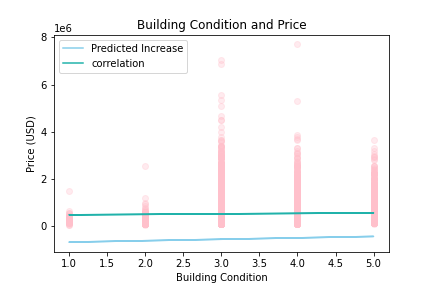 Building Condition and Price
1e6
Predicted Increase
correlation
8
6
4
2
0
Price (USD)
1.0 1.5 2.0 2.5 3.0 3.5 4.0 4.5 5.0
Building Condition